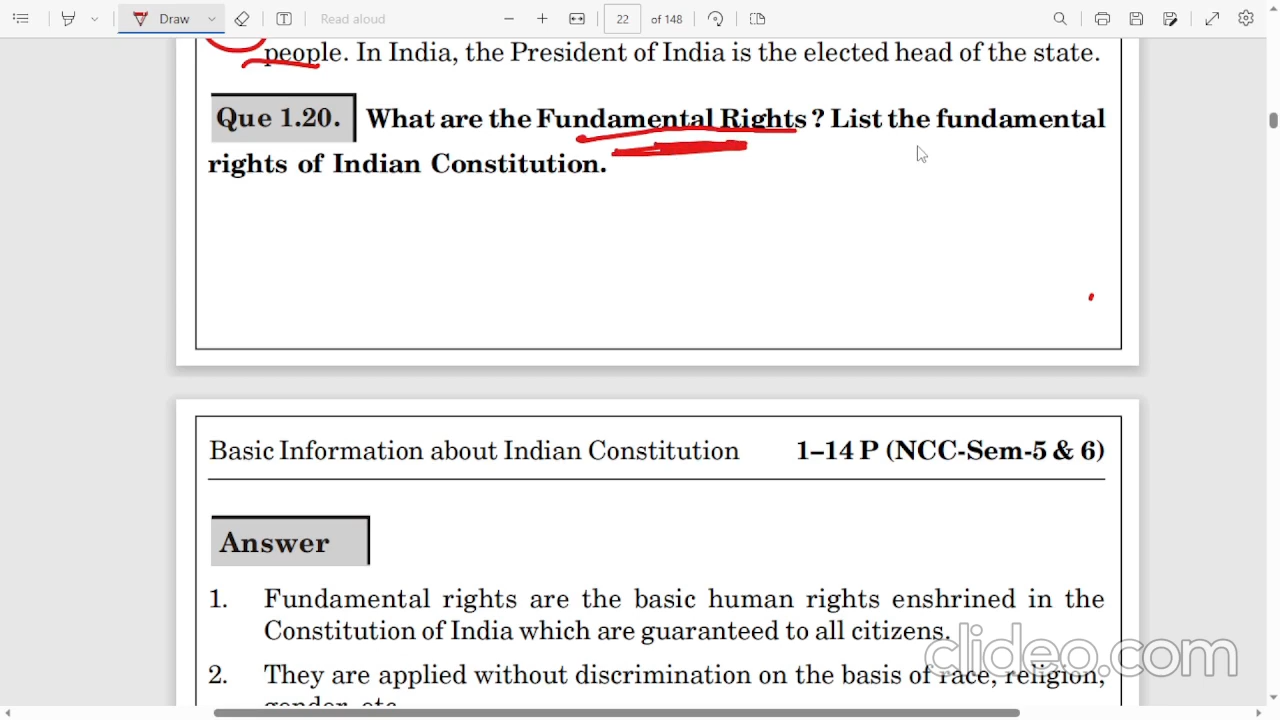 Draw
Read aloud
22 of 148
people. In India, the President of India is the elected head of the state.
Que 1.20. What are the Fundamental Rights ? List the fundamental
rights of Indian Constitution.
Basic Information about Indian Constitution 1–14 P (NCC-Sem-5 & 6)
Answer
1. Fundamental rights are the basic human rights enshrined in the
Constitution of India which are guaranteed to all citizens.
clideo.com
2. They are applied without discrimination on the basis of race, religion,
gender, etc.